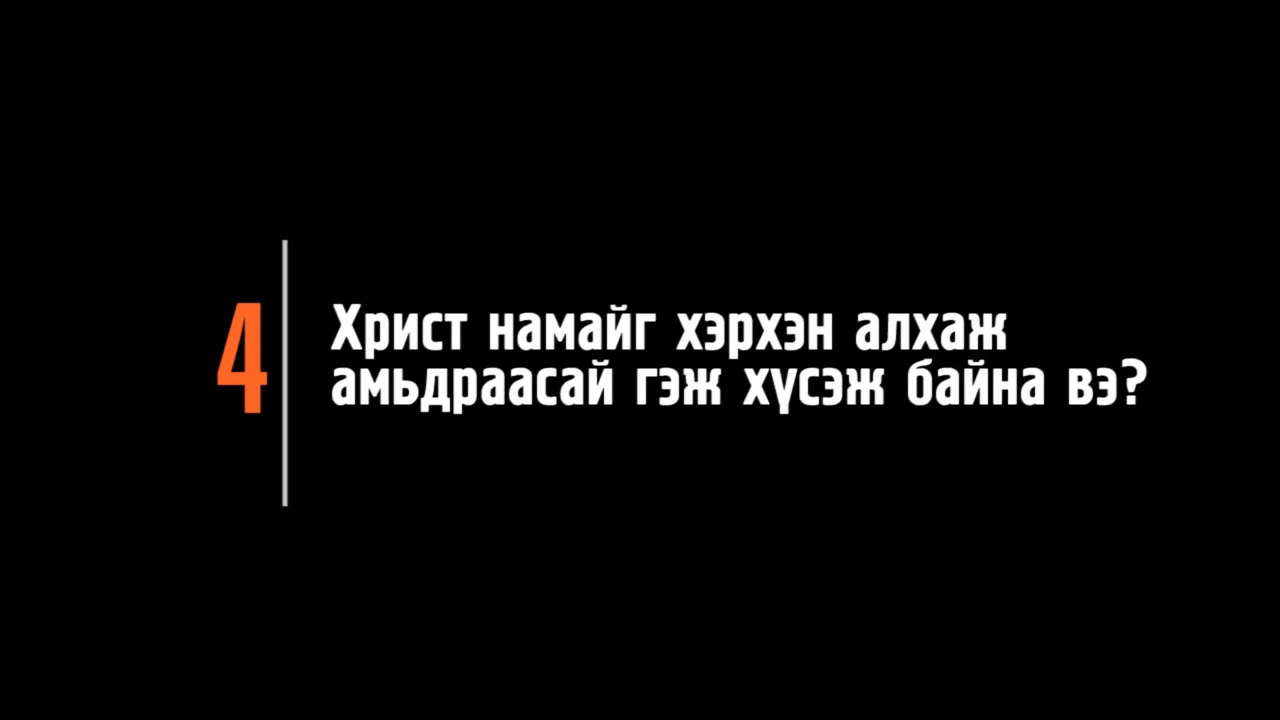 4
Христ намайг хэрхэн алхаж
амьдраасай гэж хүсэж байна вэ?